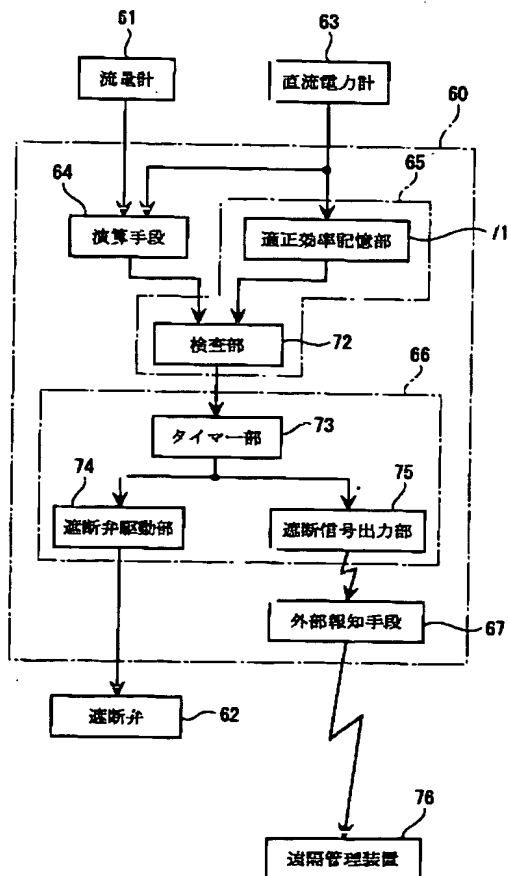 61
63
流量計
直流電力計
60
65
64
演算手段
適正効率記憶部
71
検査部
72
66
タイマー部
73
74
75
遮断弁駆動部
遮断信号出力部
外部報知手段
67
遮断弁
62
76
遠隔管理装置